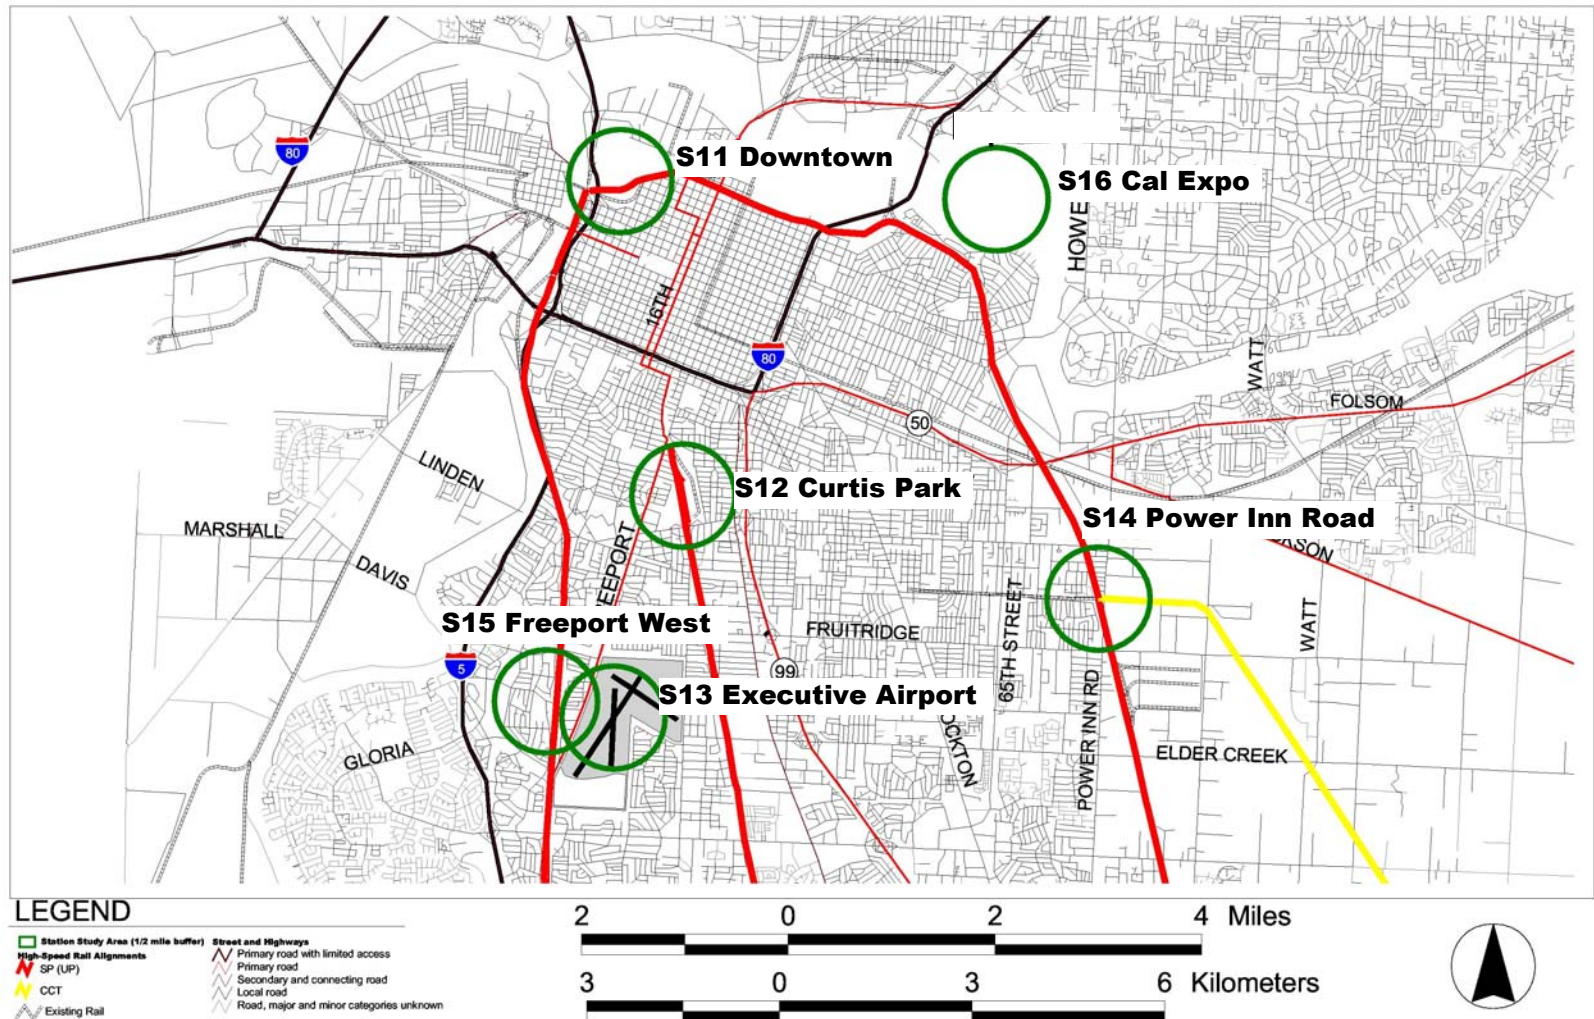 80
S11 Downtown
S16 Cal Expo
HOWE
16TH
80
WATT
FOLSOM
50
LINDEN
S12 Curtis Park
S14 Power Inn Road
MARSHALL
DAVIS
EEPORT
KSON
S15 Freeport West
FRUITRIDGE
65TH STREET
WATT
5
99
S13 Executive Airport
OCKTON
POWER INN RD
GLORIA
ELDER CREEK
LEGEND
Station Study Area (1/2 mile buffer)
High-Speed Rail Alignments
SP (UP)
CCT
Existing Rail
Street and Highways
Primary road with limited access
Primary road
Secondary and connecting road
Local road
Road, major and minor categories unknown
2 0 2 4 Miles
3 0 3 6 Kilometers